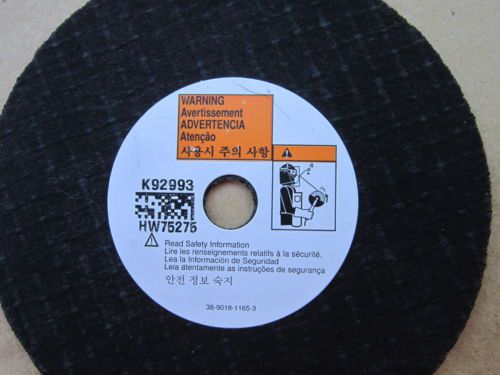 WARNING
Avertissement
ADVERTENCIA
Atenção
사용시 주의 사항
K92993
HW75275
Read Safety Information
Lire les renseignements relatifs à la sécurité.
Lea la Información de Seguridad
Leia atentamente as instruções de segurança
안전 정보 숙지
38-9018-1165-3